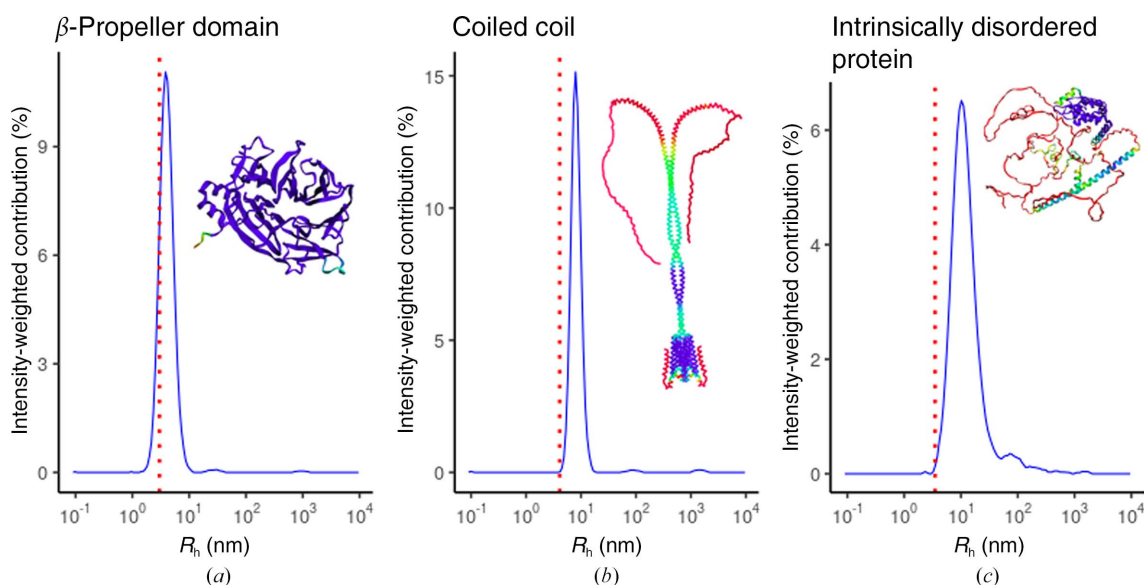 β-Propeller domain
Intensity-weighted contribution (%)
9
6
3
0
10⁻¹ 10⁰ 10¹ 10² 10³ 10⁴
Rₕ (nm)
(a)
Coiled coil
Intensity-weighted contribution (%)
15
10
5
0
10⁻¹ 10⁰ 10¹ 10² 10³ 10⁴
Rₕ (nm)
(b)
Intrinsically disordered
protein
Intensity-weighted contribution (%)
6
4
2
0
10⁻¹ 10⁰ 10¹ 10² 10³ 10⁴
Rₕ (nm)
(c)